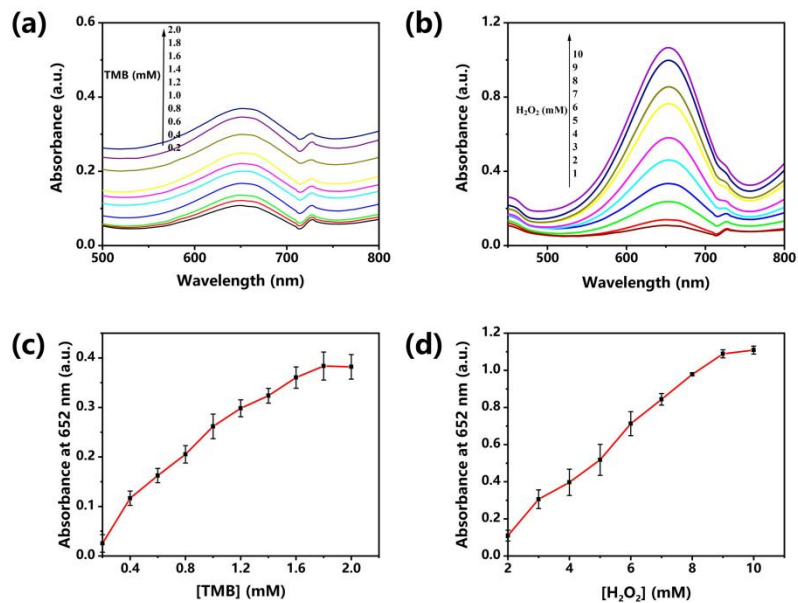 (a)
0.6
0.4
0.2
0.0
Absorbance (a.u.)
TMB (mM)
2.0
1.8
1.6
1.4
1.2
1.0
0.8
0.6
0.4
0.2
500 550 600 650 700 750 800
Wavelength (nm)
(b)
1.2
0.8
0.4
0.0
Absorbance (a.u.)
H₂O₂ (mM)
10
9
8
7
6
5
4
3
2
1
500 600 700 800
Wavelength (nm)
(c)
0.4
0.3
0.2
0.1
0.0
Absorbance at 652 nm (a.u.)
0.4 0.8 1.2 1.6 2.0
[TMB] (mM)
(d)
1.2
1.0
0.8
0.6
0.4
0.2
0.0
Absorbance at 652 nm (a.u.)
2 4 6 8 10
[H₂O₂] (mM)